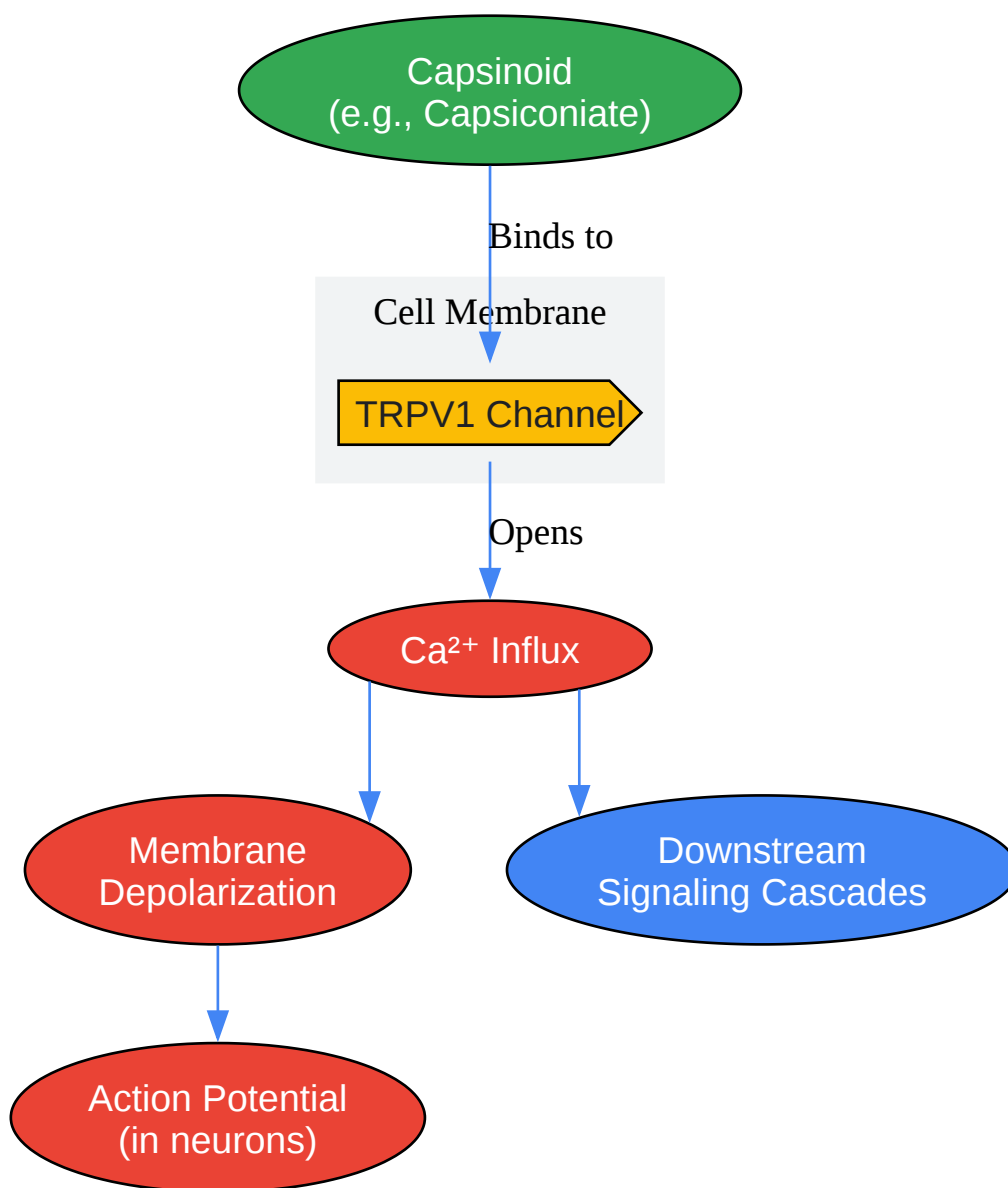 Capsinoid
(e.g., Capsiconiate)
Binds to
Cell Membrane
TRPV1 Channel
Opens
Ca²⁺ Influx
Membrane
Depolarization
Downstream
Signaling Cascades
Action Potential
(in neurons)